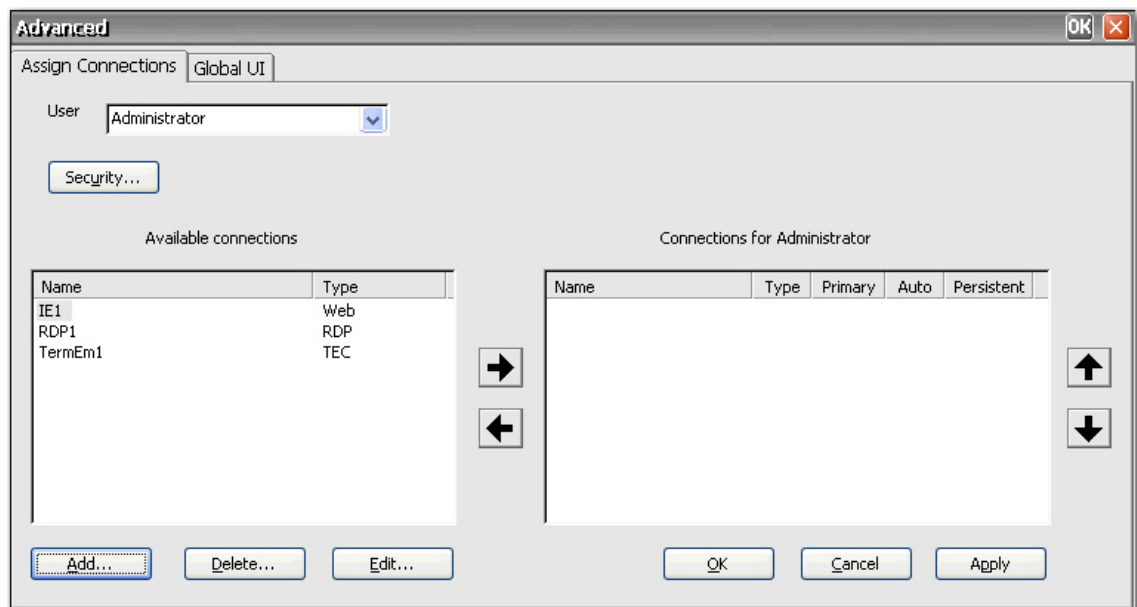 Advanced OK
Assign Connections Global UI
User Administrator
Security...
Available connections Connections for Administrator
Name Type Name Type Primary Auto Persistent
IE1 Web
RDP1 RDP
TermEm1 TEC
Add... Delete... Edit... OK Cancel Apply